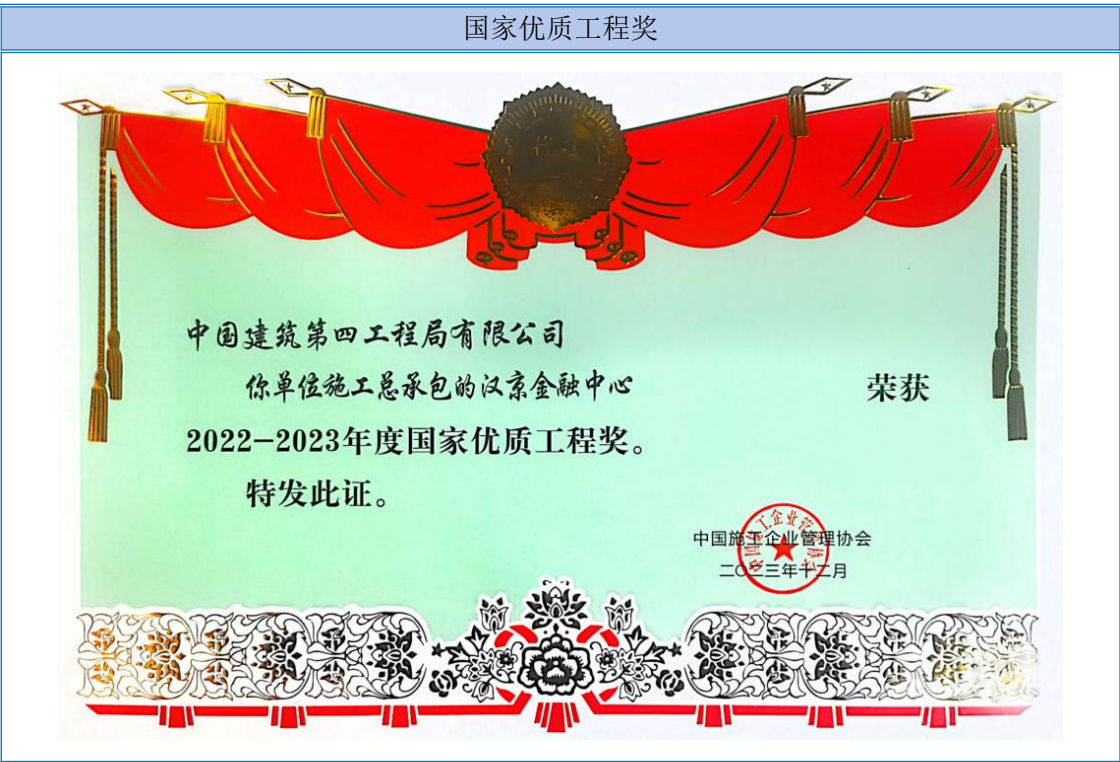 国家优质工程奖
中国建筑第四工程局有限公司
你单位施工总承包的汉京金融中心 荣获
2022-2023年度国家优质工程奖。
特发此证。
中国施工企业管理协会
二〇二三年十二月